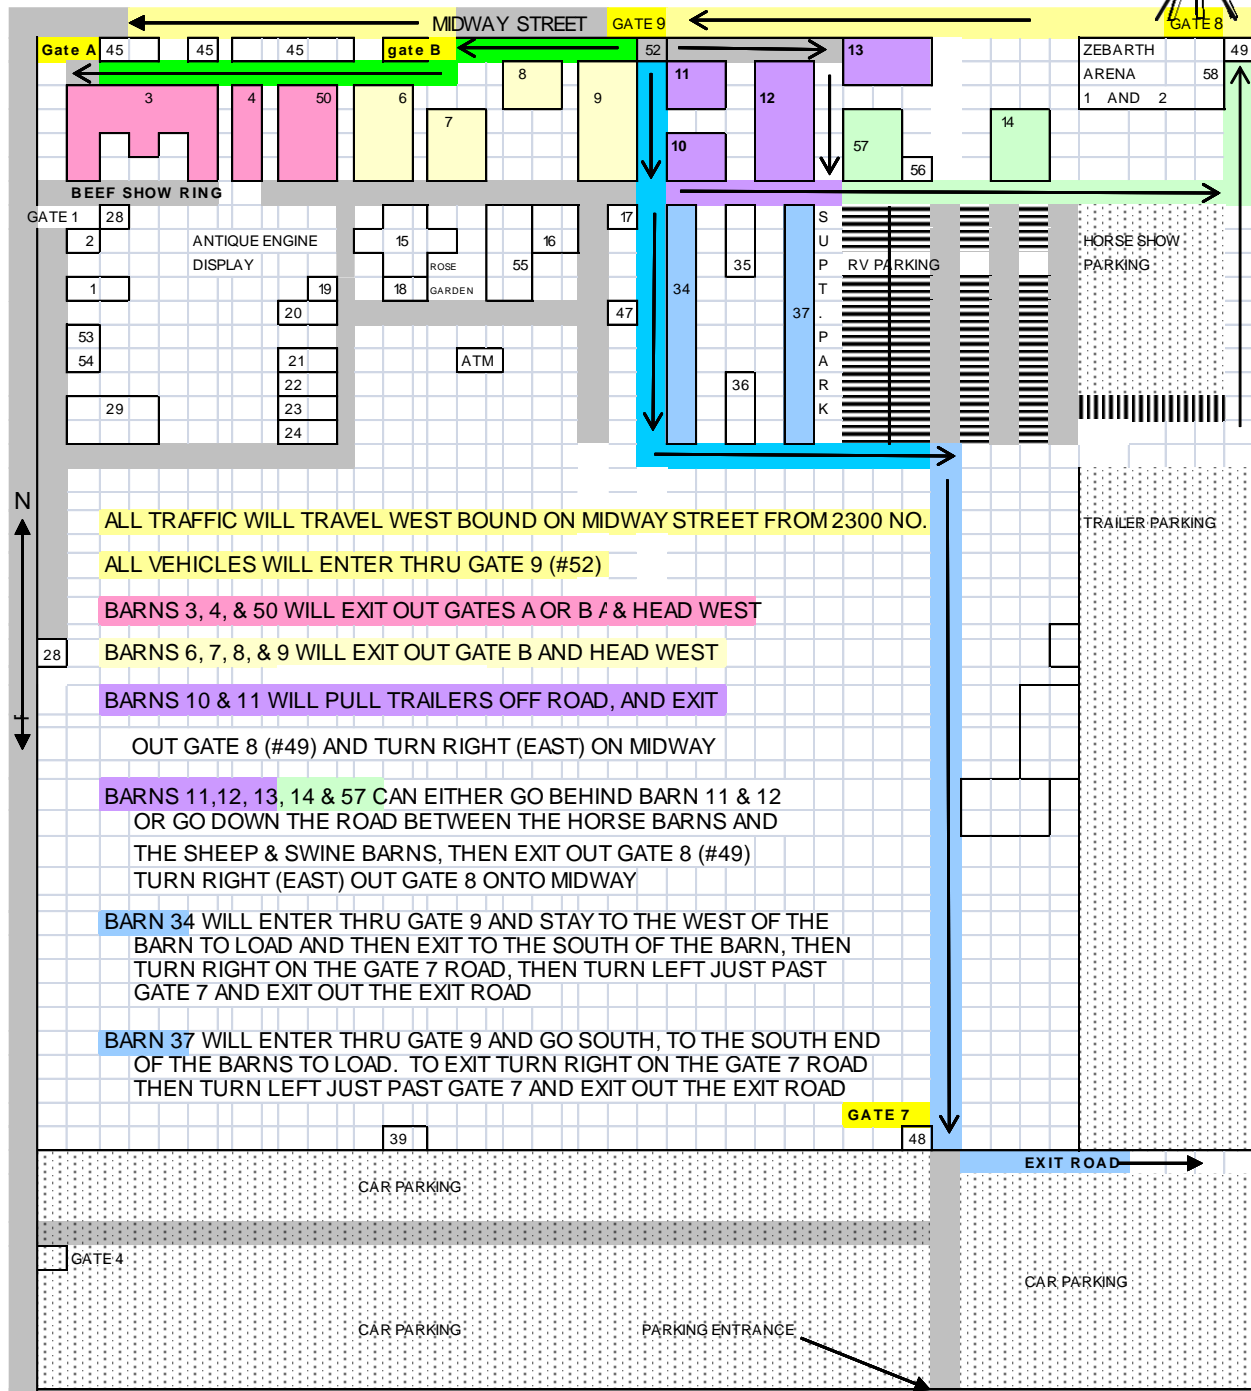 MIDWAY STREET GATE 9 GATE 8
Gate A 45 45 45 gate B 52 13 ZEBARTH 49
ARENA 58
1 AND 2
8 11
3 4 50 6 9 12
7 14
10 57
56
BEEF SHOW RING
GATE 1 28 17
2 ANTIQUE ENGINE 15 16 HORSE SHOW
DISPLAY ROSE 55 35 RV PARKING PARKING
1 19 18 GARDEN 34
20 47 37
SUPT. PARK
53
54 21 ATM
22 36
29 23
24
N
ALL TRAFFIC WILL TRAVEL WEST BOUND ON MIDWAY STREET FROM 2300 NO.
TRAILER PARKING
ALL VEHICLES WILL ENTER THRU GATE 9 (#52)
BARNS 3, 4, & 50 WILL EXIT OUT GATES A OR B & HEAD WEST
28
BARNS 6, 7, 8, & 9 WILL EXIT OUT GATE B AND HEAD WEST
BARNS 10 & 11 WILL PULL TRAILERS OFF ROAD, AND EXIT
OUT GATE 8 (#49) AND TURN RIGHT (EAST) ON MIDWAY
BARNS 11,12, 13, 14 & 57 CAN EITHER GO BEHIND BARN 11 & 12
OR GO DOWN THE ROAD BETWEEN THE HORSE BARNS AND
THE SHEEP & SWINE BARNS, THEN EXIT OUT GATE 8 (#49)
TURN RIGHT (EAST) OUT GATE 8 ONTO MIDWAY
BARN 34 WILL ENTER THRU GATE 9 AND STAY TO THE WEST OF THE
BARN TO LOAD AND THEN EXIT TO THE SOUTH OF THE BARN, THEN
TURN RIGHT ON THE GATE 7 ROAD, THEN TURN LEFT JUST PAST
GATE 7 AND EXIT OUT THE EXIT ROAD
BARN 37 WILL ENTER THRU GATE 9 AND GO SOUTH, TO THE SOUTH END
OF THE BARNS TO LOAD. TO EXIT TURN RIGHT ON THE GATE 7 ROAD
THEN TURN LEFT JUST PAST GATE 7 AND EXIT OUT THE EXIT ROAD
GATE 7
39 48
EXIT ROAD
CAR PARKING
GATE 4
CAR PARKING
CAR PARKING PARKING ENTRANCE